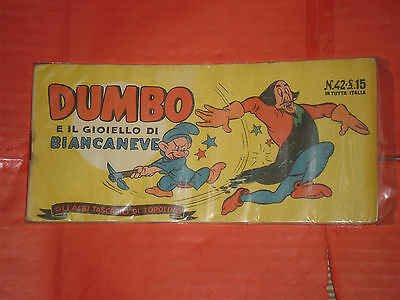 DUMBO
E IL GIOIELLO DI
BIANCANEVE
N.42-£.15
IN TUTTA ITALIA
GLI ALBI TASCABILI DI TOPOLINO